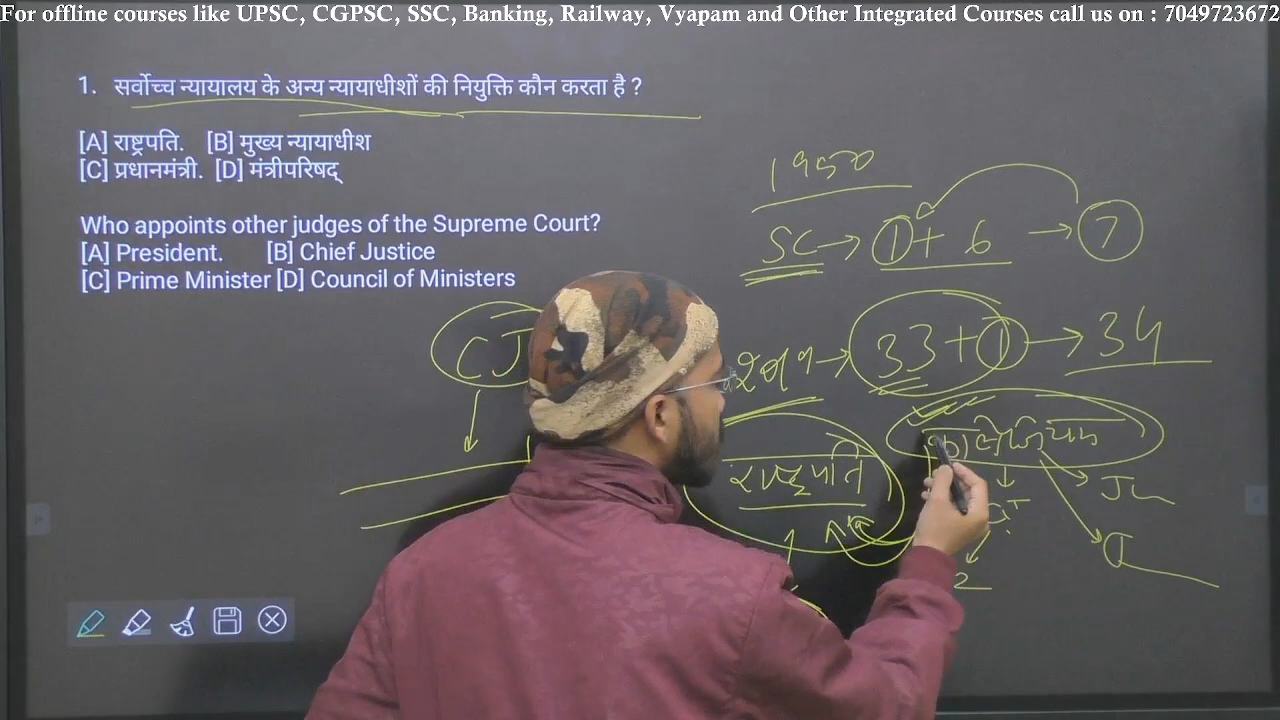 For offline courses like UPSC, CGPSC, SSC, Banking, Railway, Vyapam and Other Integrated Courses call us on : 7049723672
1. सर्वोच्च न्यायालय के अन्य न्यायाधीशों की नियुक्ति कौन करता है ?
[A] राष्ट्रपति. [B] मुख्य न्यायाधीश
[C] प्रधानमंत्री. [D] मंत्रीपरिषद्
Who appoints other judges of the Supreme Court?
[A] President. [B] Chief Justice
[C] Prime Minister [D] Council of Ministers
1950
SC → 1 + 6 → 7
33 + 1 → 34
CJ
राष्ट्रपति
कालेजियम
2